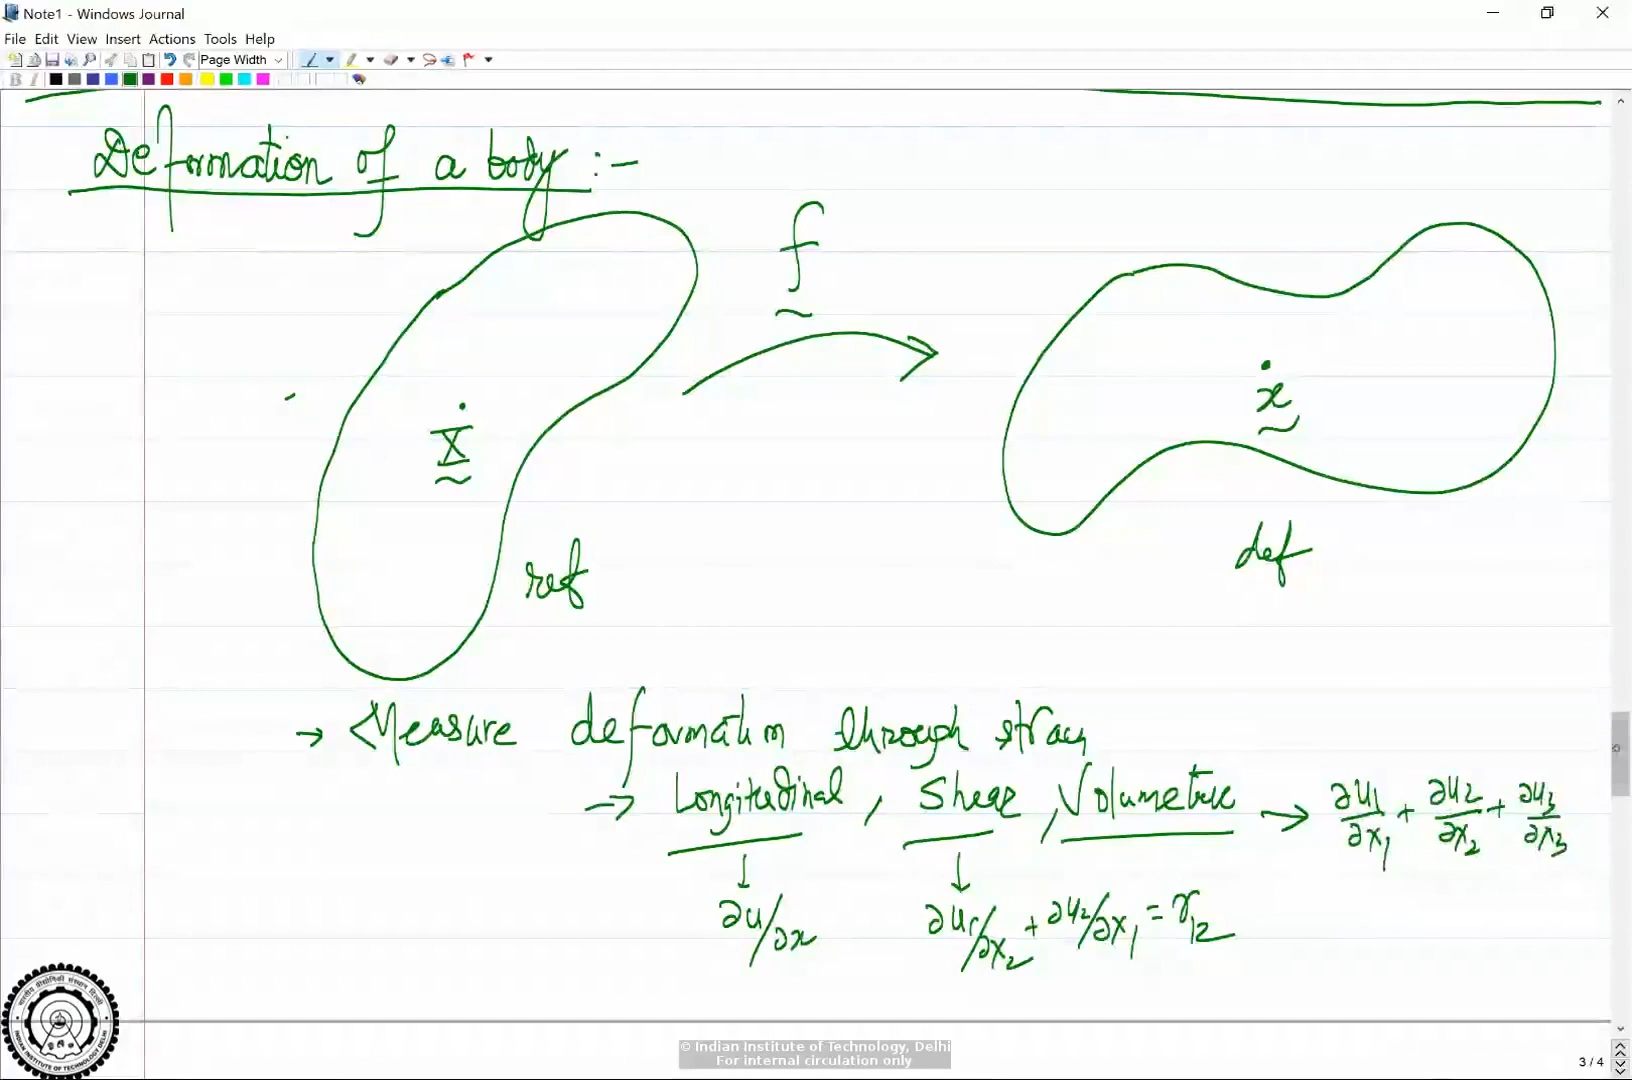 Note1 - Windows Journal
File Edit View Insert Actions Tools Help
Page Width
B I
Deformation of a body :-
f
~
X
~
x
~
ref
def
→ Measure deformation through strain
→ Longitudinal, Shear, Volumetric → ∂u1/∂x1 + ∂u2/∂x2 + ∂u3/∂x3
↓ ↓
∂u/∂x ∂u1/∂x2 + ∂u2/∂x1 = γ12
© Indian Institute of Technology, Delhi
For internal circulation only
3 / 4